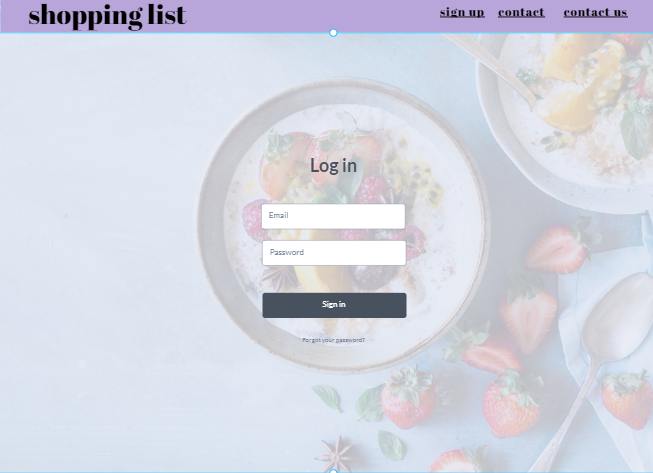 shopping list
sign up contact contact us
Log in
Email
Password
Sign in
Forgot your password?